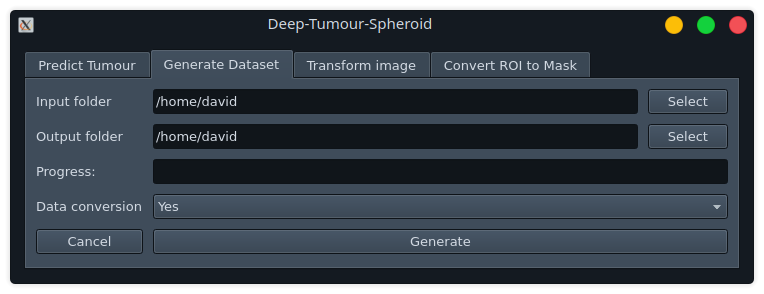 Deep-Tumour-Spheroid
Predict Tumour Generate Dataset Transform image Convert ROI to Mask
Input folder /home/david Select
Output folder /home/david Select
Progress:
Data conversion Yes
Cancel Generate